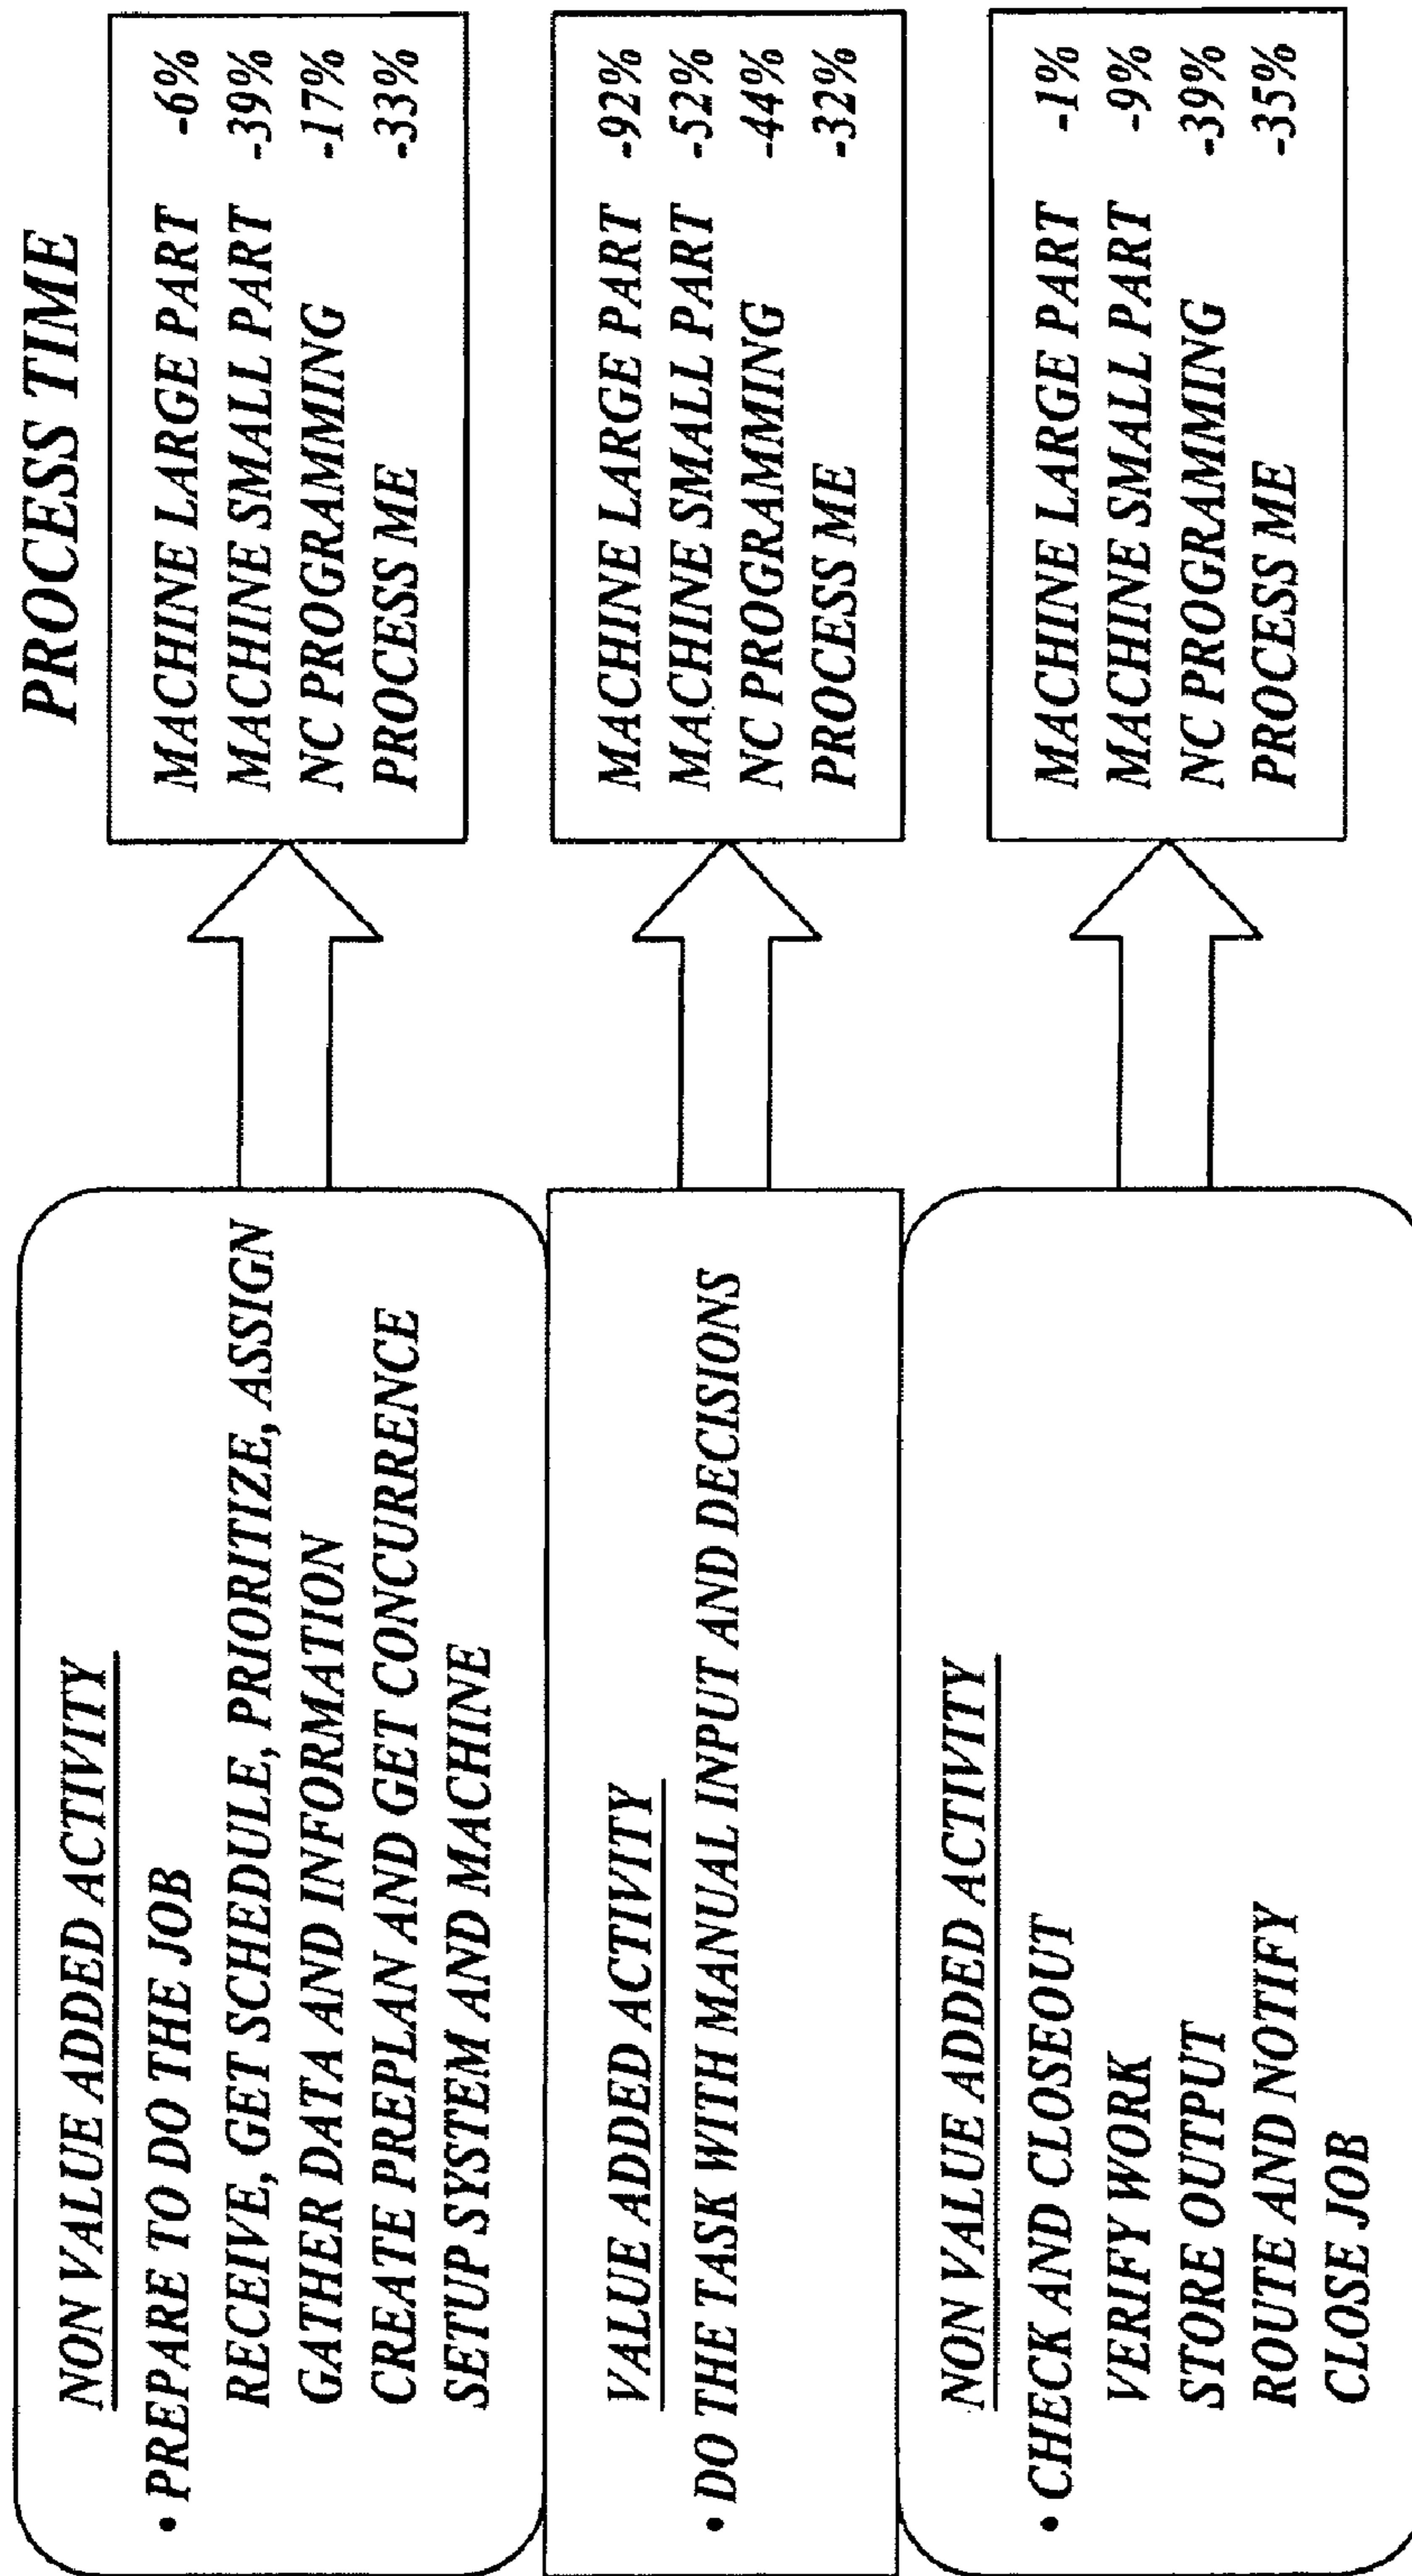 PROCESS TIME
NON VALUE ADDED ACTIVITY
• PREPARE TO DO THE JOB
RECEIVE, GET SCHEDULE, PRIORITIZE, ASSIGN
GATHER DATA AND INFORMATION
CREATE PREPLAN AND GET CONCURRENCE
SETUP SYSTEM AND MACHINE
MACHINE LARGE PART -6%
MACHINE SMALL PART -39%
NC PROGRAMMING -17%
PROCESS ME -33%
VALUE ADDED ACTIVITY
• DO THE TASK WITH MANUAL INPUT AND DECISIONS
MACHINE LARGE PART -92%
MACHINE SMALL PART -52%
NC PROGRAMMING -44%
PROCESS ME -32%
NON VALUE ADDED ACTIVITY
• CHECK AND CLOSEOUT
VERIFY WORK
STORE OUTPUT
ROUTE AND NOTIFY
CLOSE JOB
MACHINE LARGE PART -1%
MACHINE SMALL PART -9%
NC PROGRAMMING -39%
PROCESS ME -35%